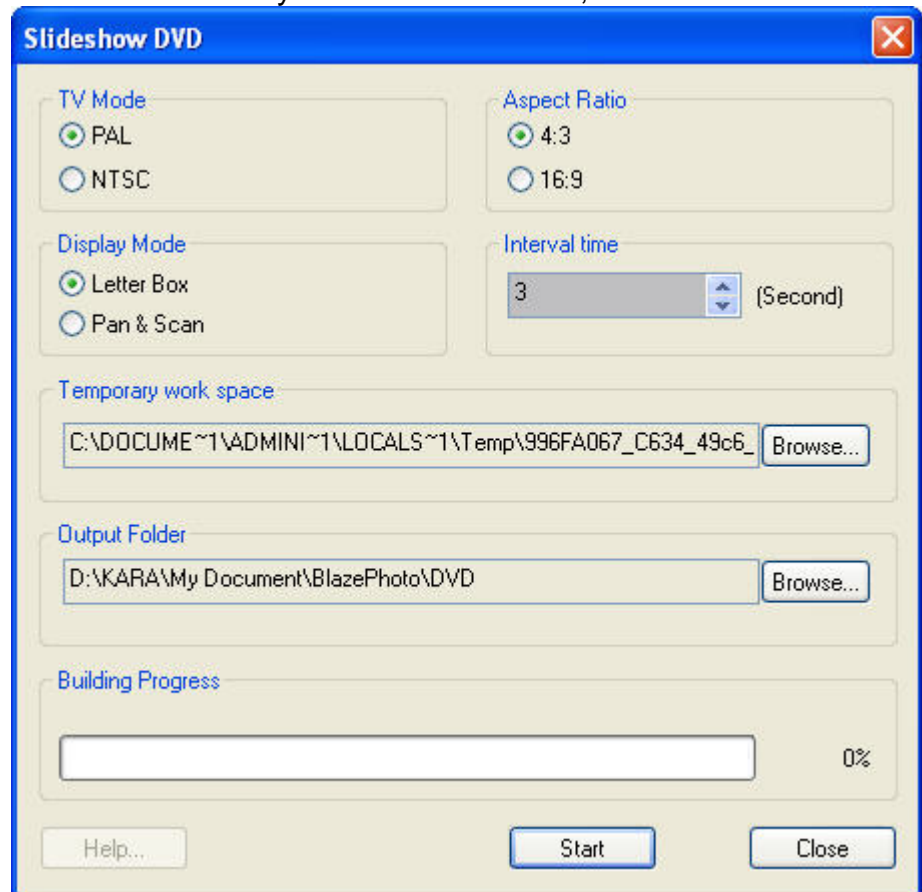 Slideshow DVD
TV Mode
PAL
NTSC
Aspect Ratio
4:3
16:9
Display Mode
Letter Box
Pan & Scan
Interval time
3 (Second)
Temporary work space
C:\DOCUME~1\ADMINI~1\LOCALS~1\Temp\996FA067_C634_49c6_ Browse...
Output Folder
D:\KARA\My Document\BlazePhoto\DVD Browse...
Building Progress
0%
Help... Start Close